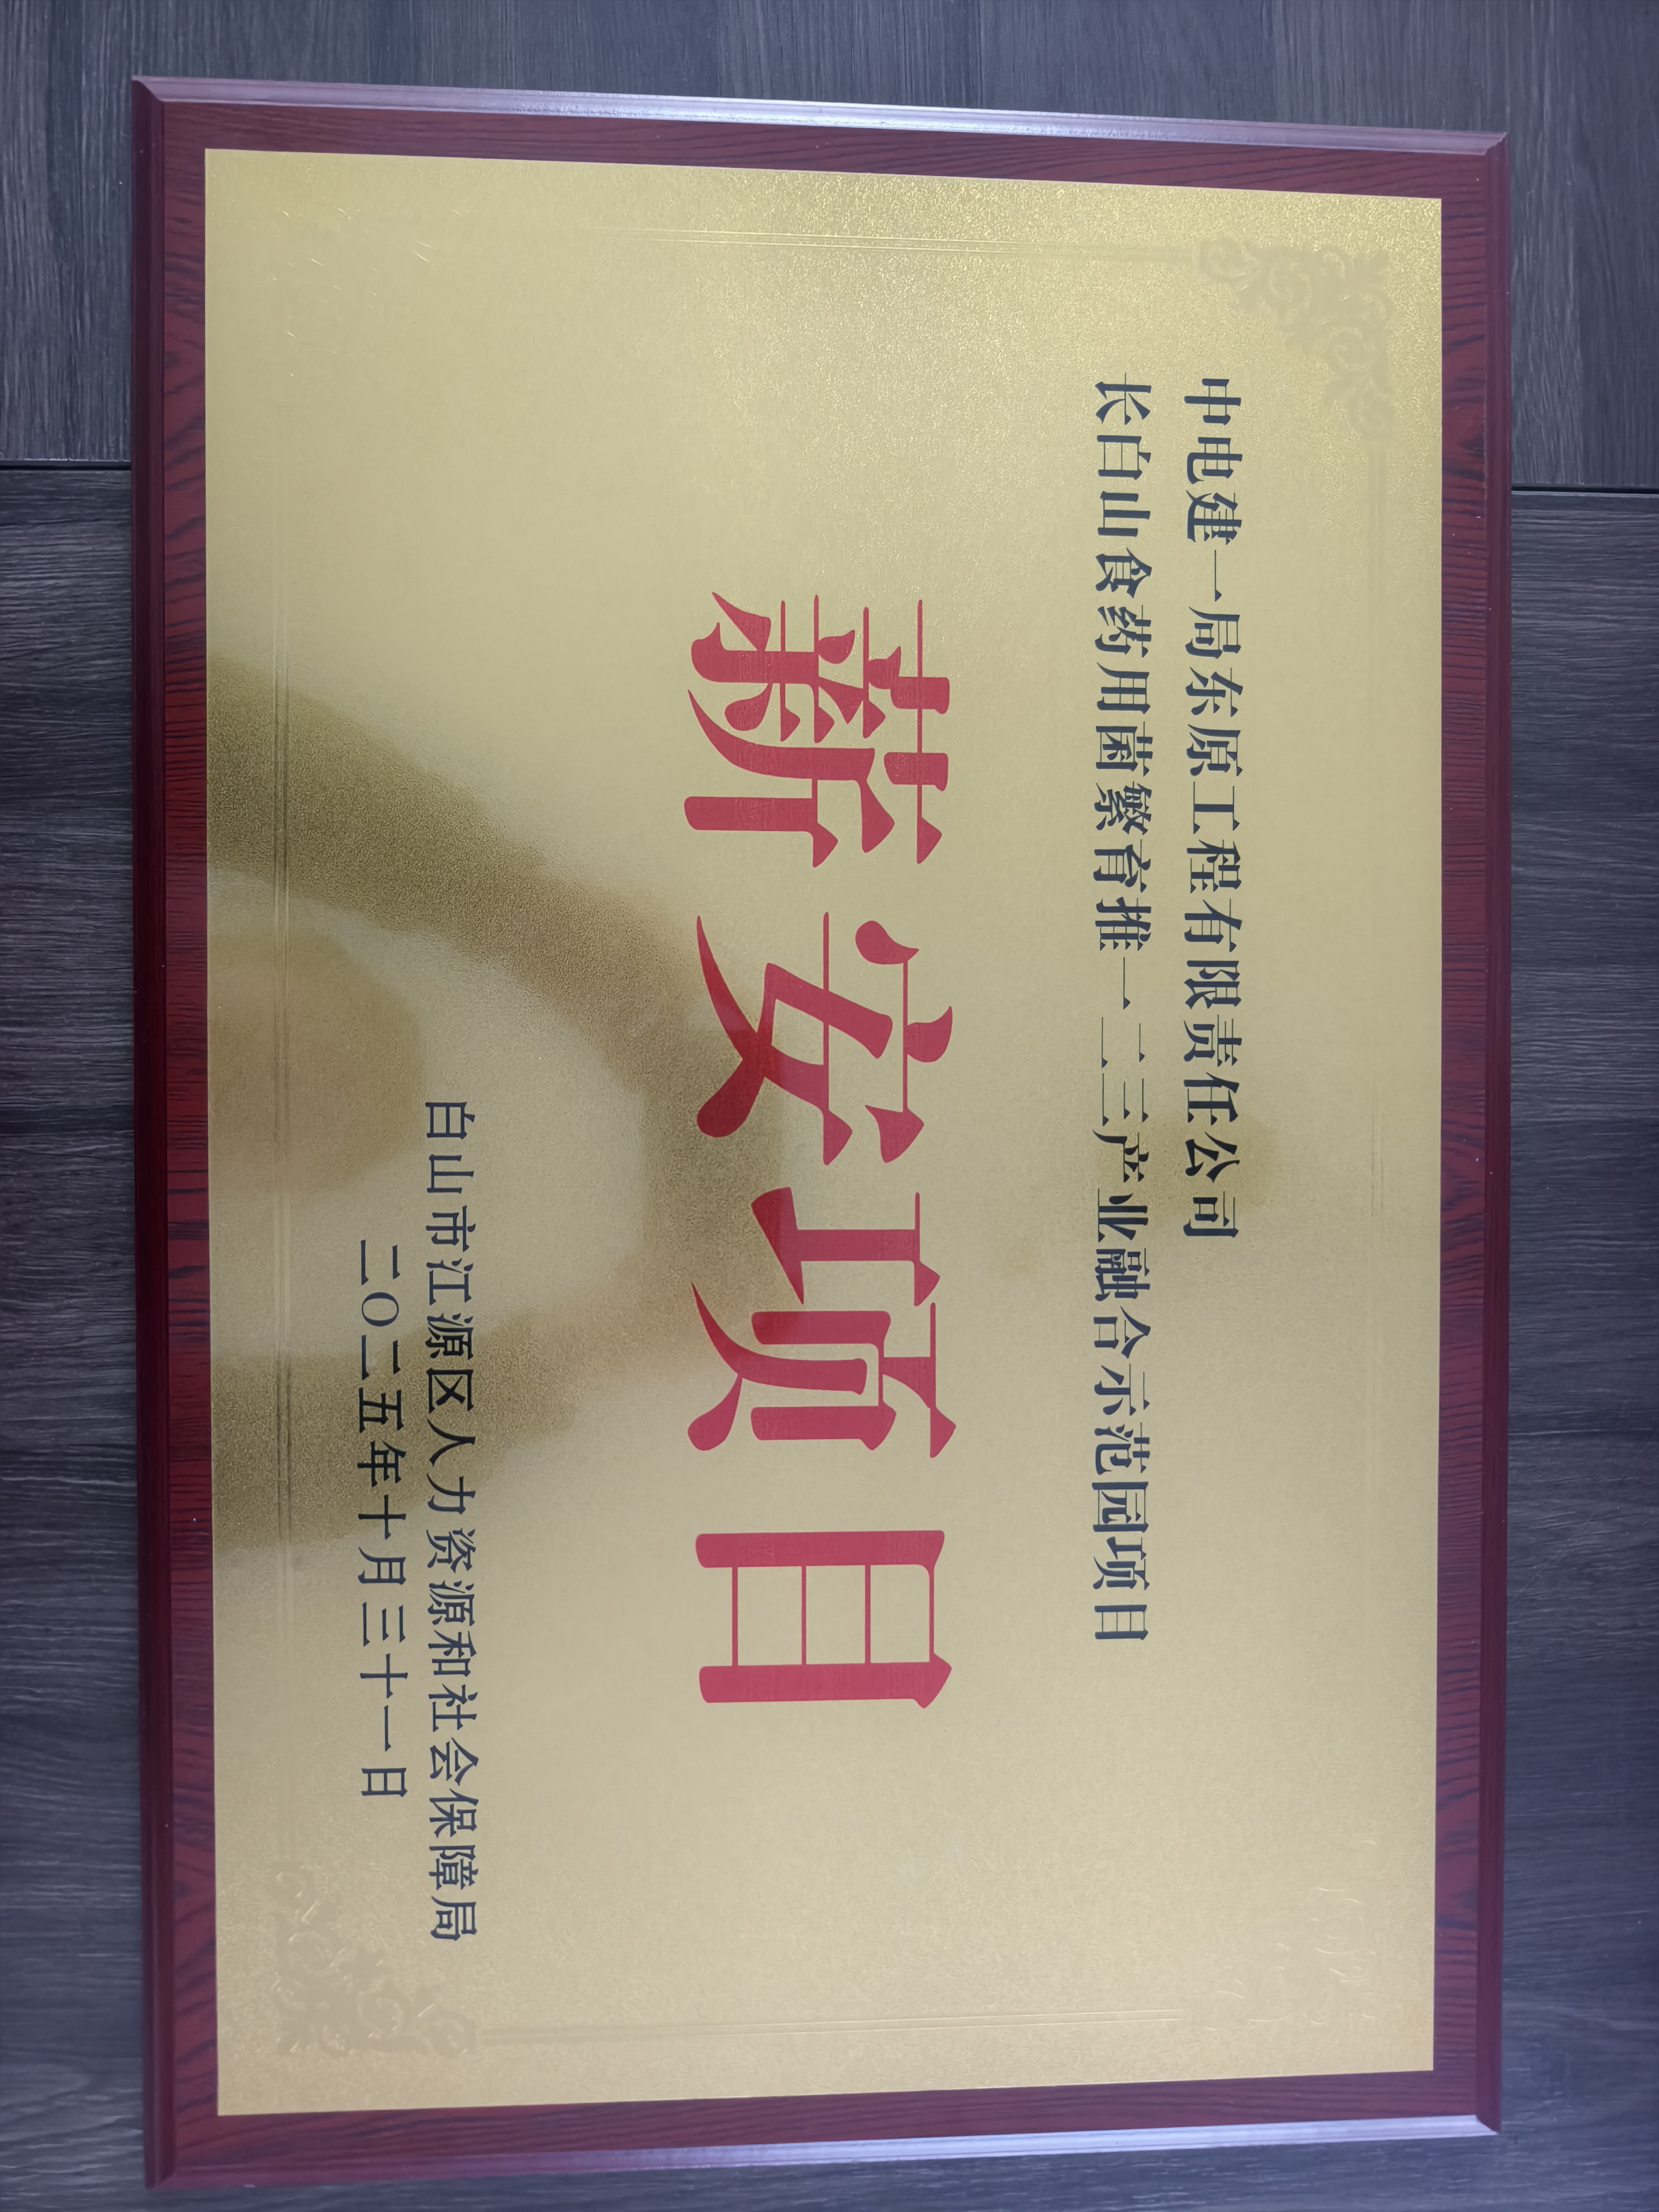 中电建一局东原工程有限责任公司
长白山食药用菌繁育推一二三产业融合示范园项目
薪安项目
白山市江源区人力资源和社会保障局
二〇二五年十月三十一日